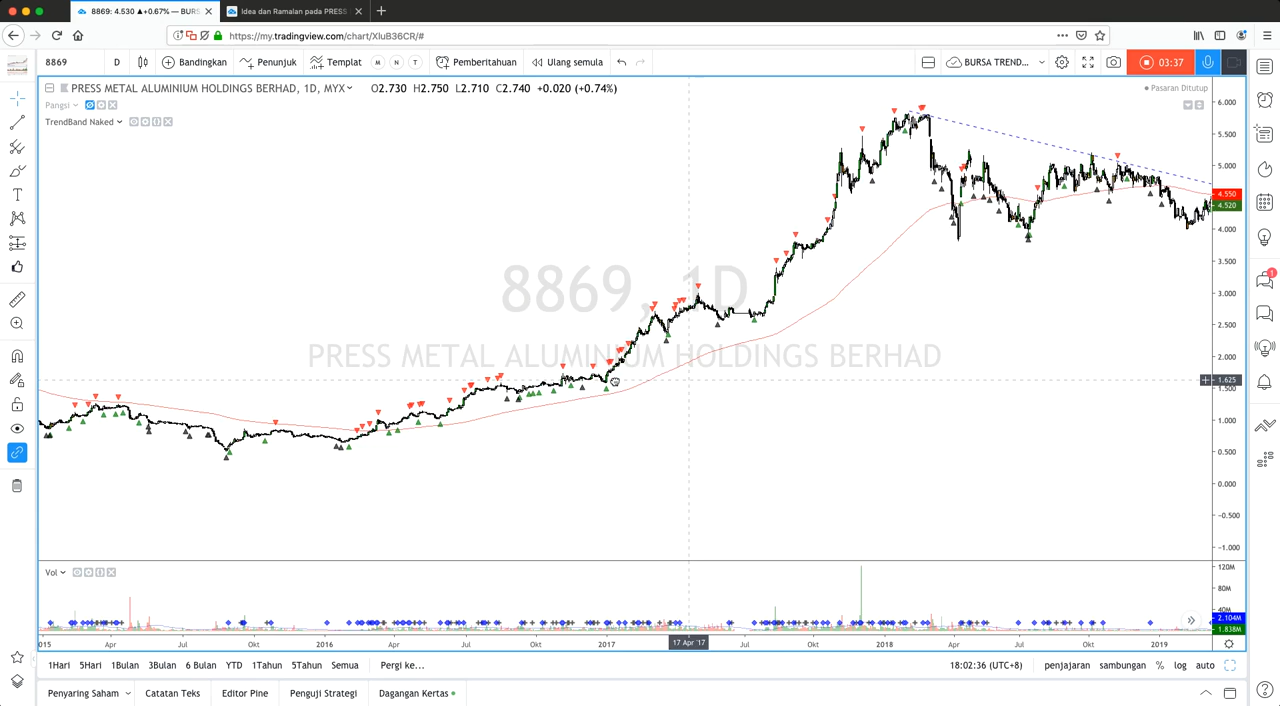 8869: 4.530 ▲+0.67% — BURS
Idea dan Ramalan pada PRESS
https://my.tradingview.com/chart/XIuB36CR/#
8869
D
Bandingkan
Penunjuk
Templat
M
N
T
Pemberitahuan
Ulang semula
BURSA TREND...
03:37
PRESS METAL ALUMINIUM HOLDINGS BERHAD, 1D, MYX
O2.730 H2.750 L2.710 C2.740 +0.020 (+0.74%)
Pasaran Ditutup
Pangsi
TrendBand Naked
8869, 1D
PRESS METAL ALUMINIUM HOLDINGS BERHAD
6.000
5.500
5.000
4.550
4.520
4.000
3.500
3.000
2.500
2.000
1.625
1.000
0.500
0.000
-0.500
-1.000
1
Vol
120M
80M
40M
2.104M
1.838M
2015 Apr Jul Okt 2016 Apr Jul Okt 2017 17 Apr '17 Jul Okt 2018 Apr Jul Okt 2019
1Hari 5Hari 1Bulan 3Bulan 6 Bulan YTD 1Tahun 5Tahun Semua Pergi ke...
18:02:36 (UTC+8) penjajaran sambungan % log auto
Penyaring Saham Catatan Teks Editor Pine Penguji Strategi Dagangan Kertas